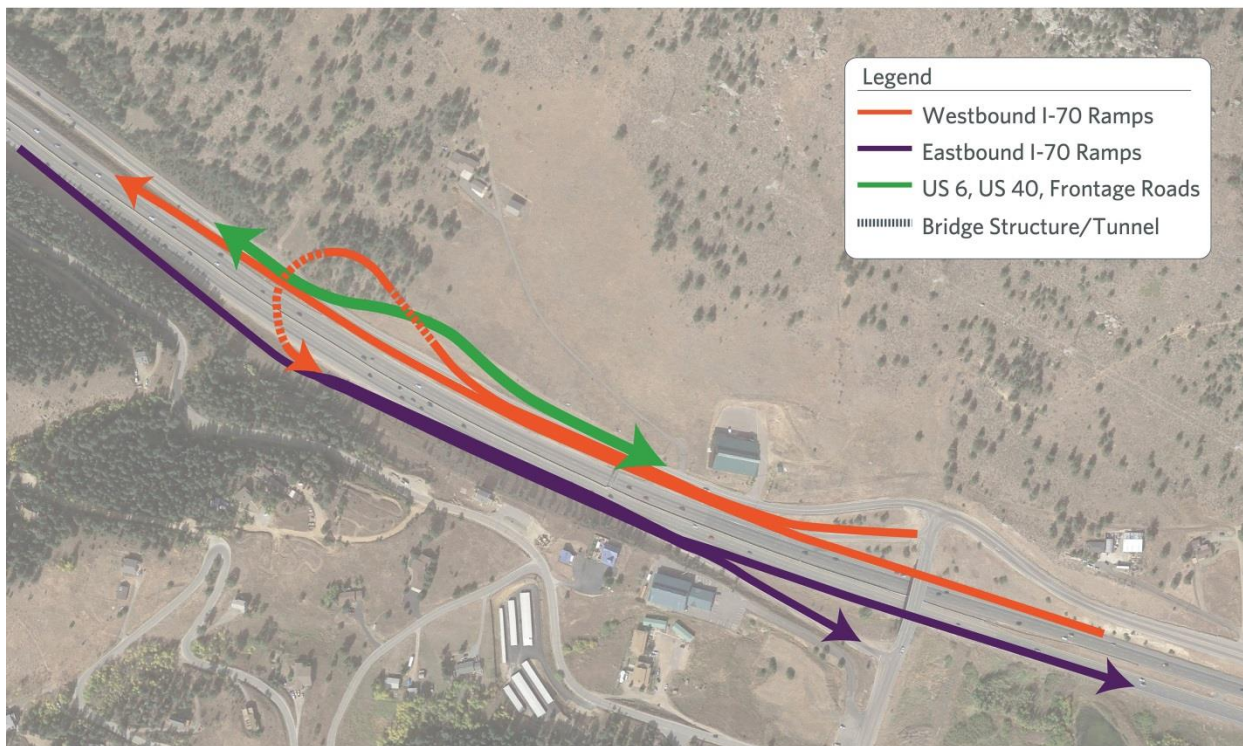 Legend
Westbound I-70 Ramps
Eastbound I-70 Ramps
US 6, US 40, Frontage Roads
Bridge Structure/Tunnel